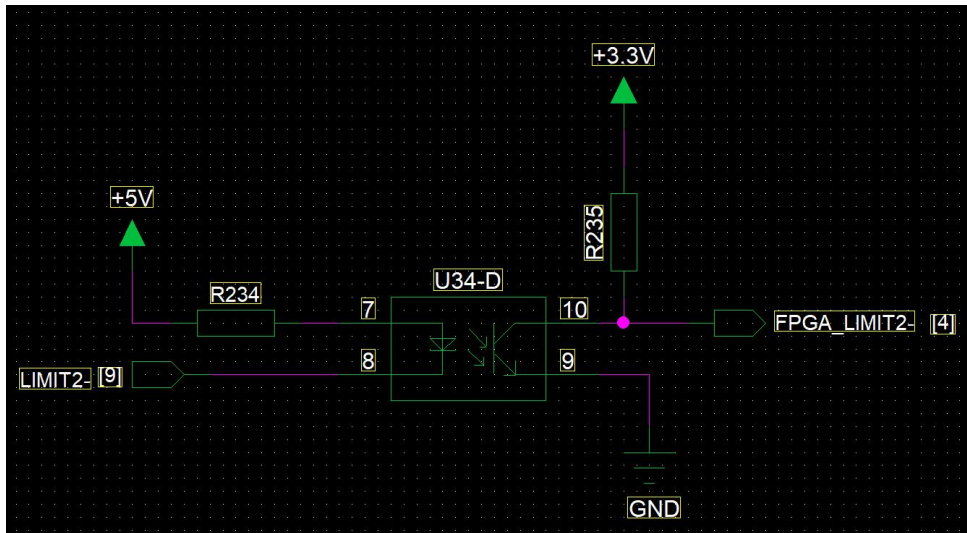 +3.3V
+5V
R235
U34-D
R234
7
10
FPGA_LIMIT2- [4]
8
9
LIMIT2- [9]
GND